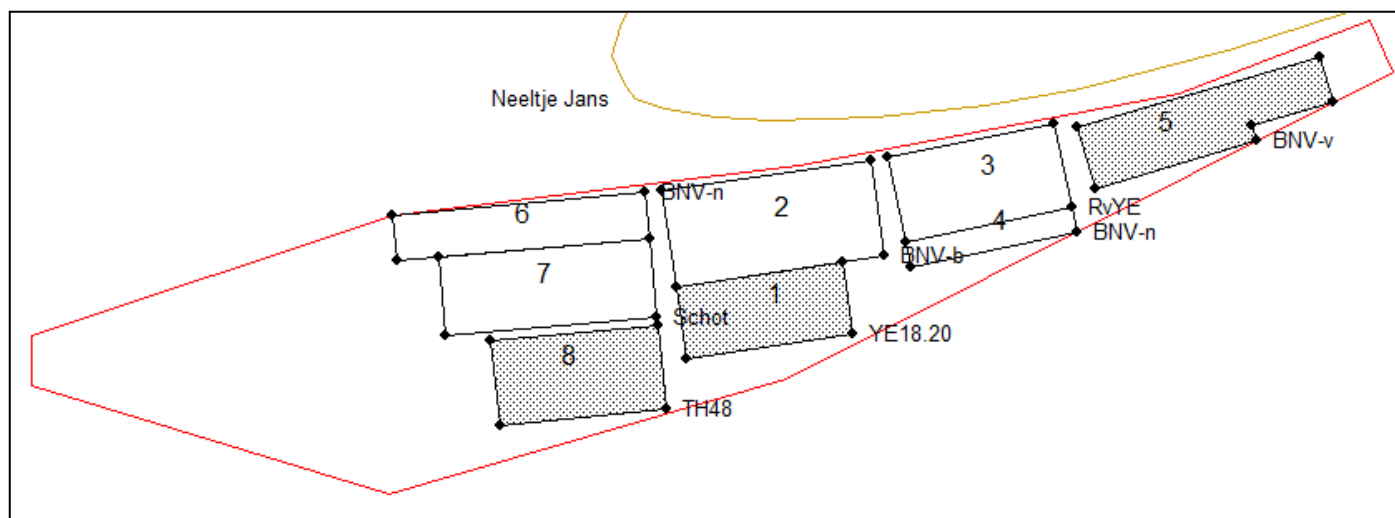 Neeltje Jans
5
BNV-v
3
BNV-n
2
6
RvYE
4
BNV-n
BNV-b
7
1
Schot
YE18.20
8
TH48